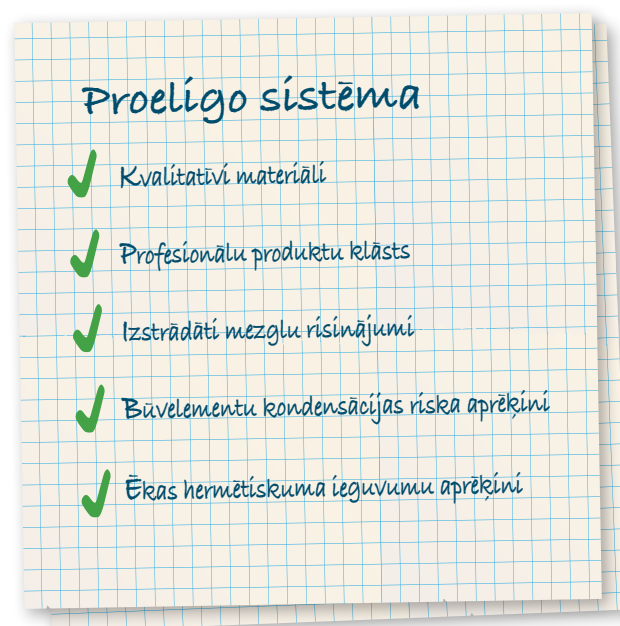 Proeligo sistēma
Kvalitatīvi materiāli
Profesionālu produktu klāsts
Izstrādāti mezglu risinājumi
Būvelementu kondensācijas riska aprēķini
Ēkas hermētiskuma ieguvumu aprēķini